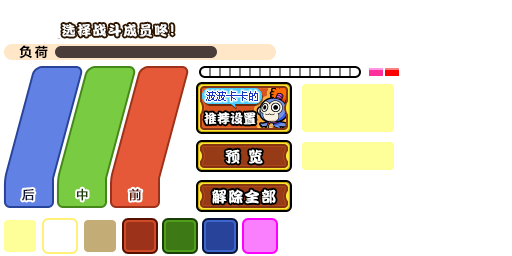 选择战斗成员咚!
负荷
波波卡卡的
推荐设置
预览
解除全部
后 中 前